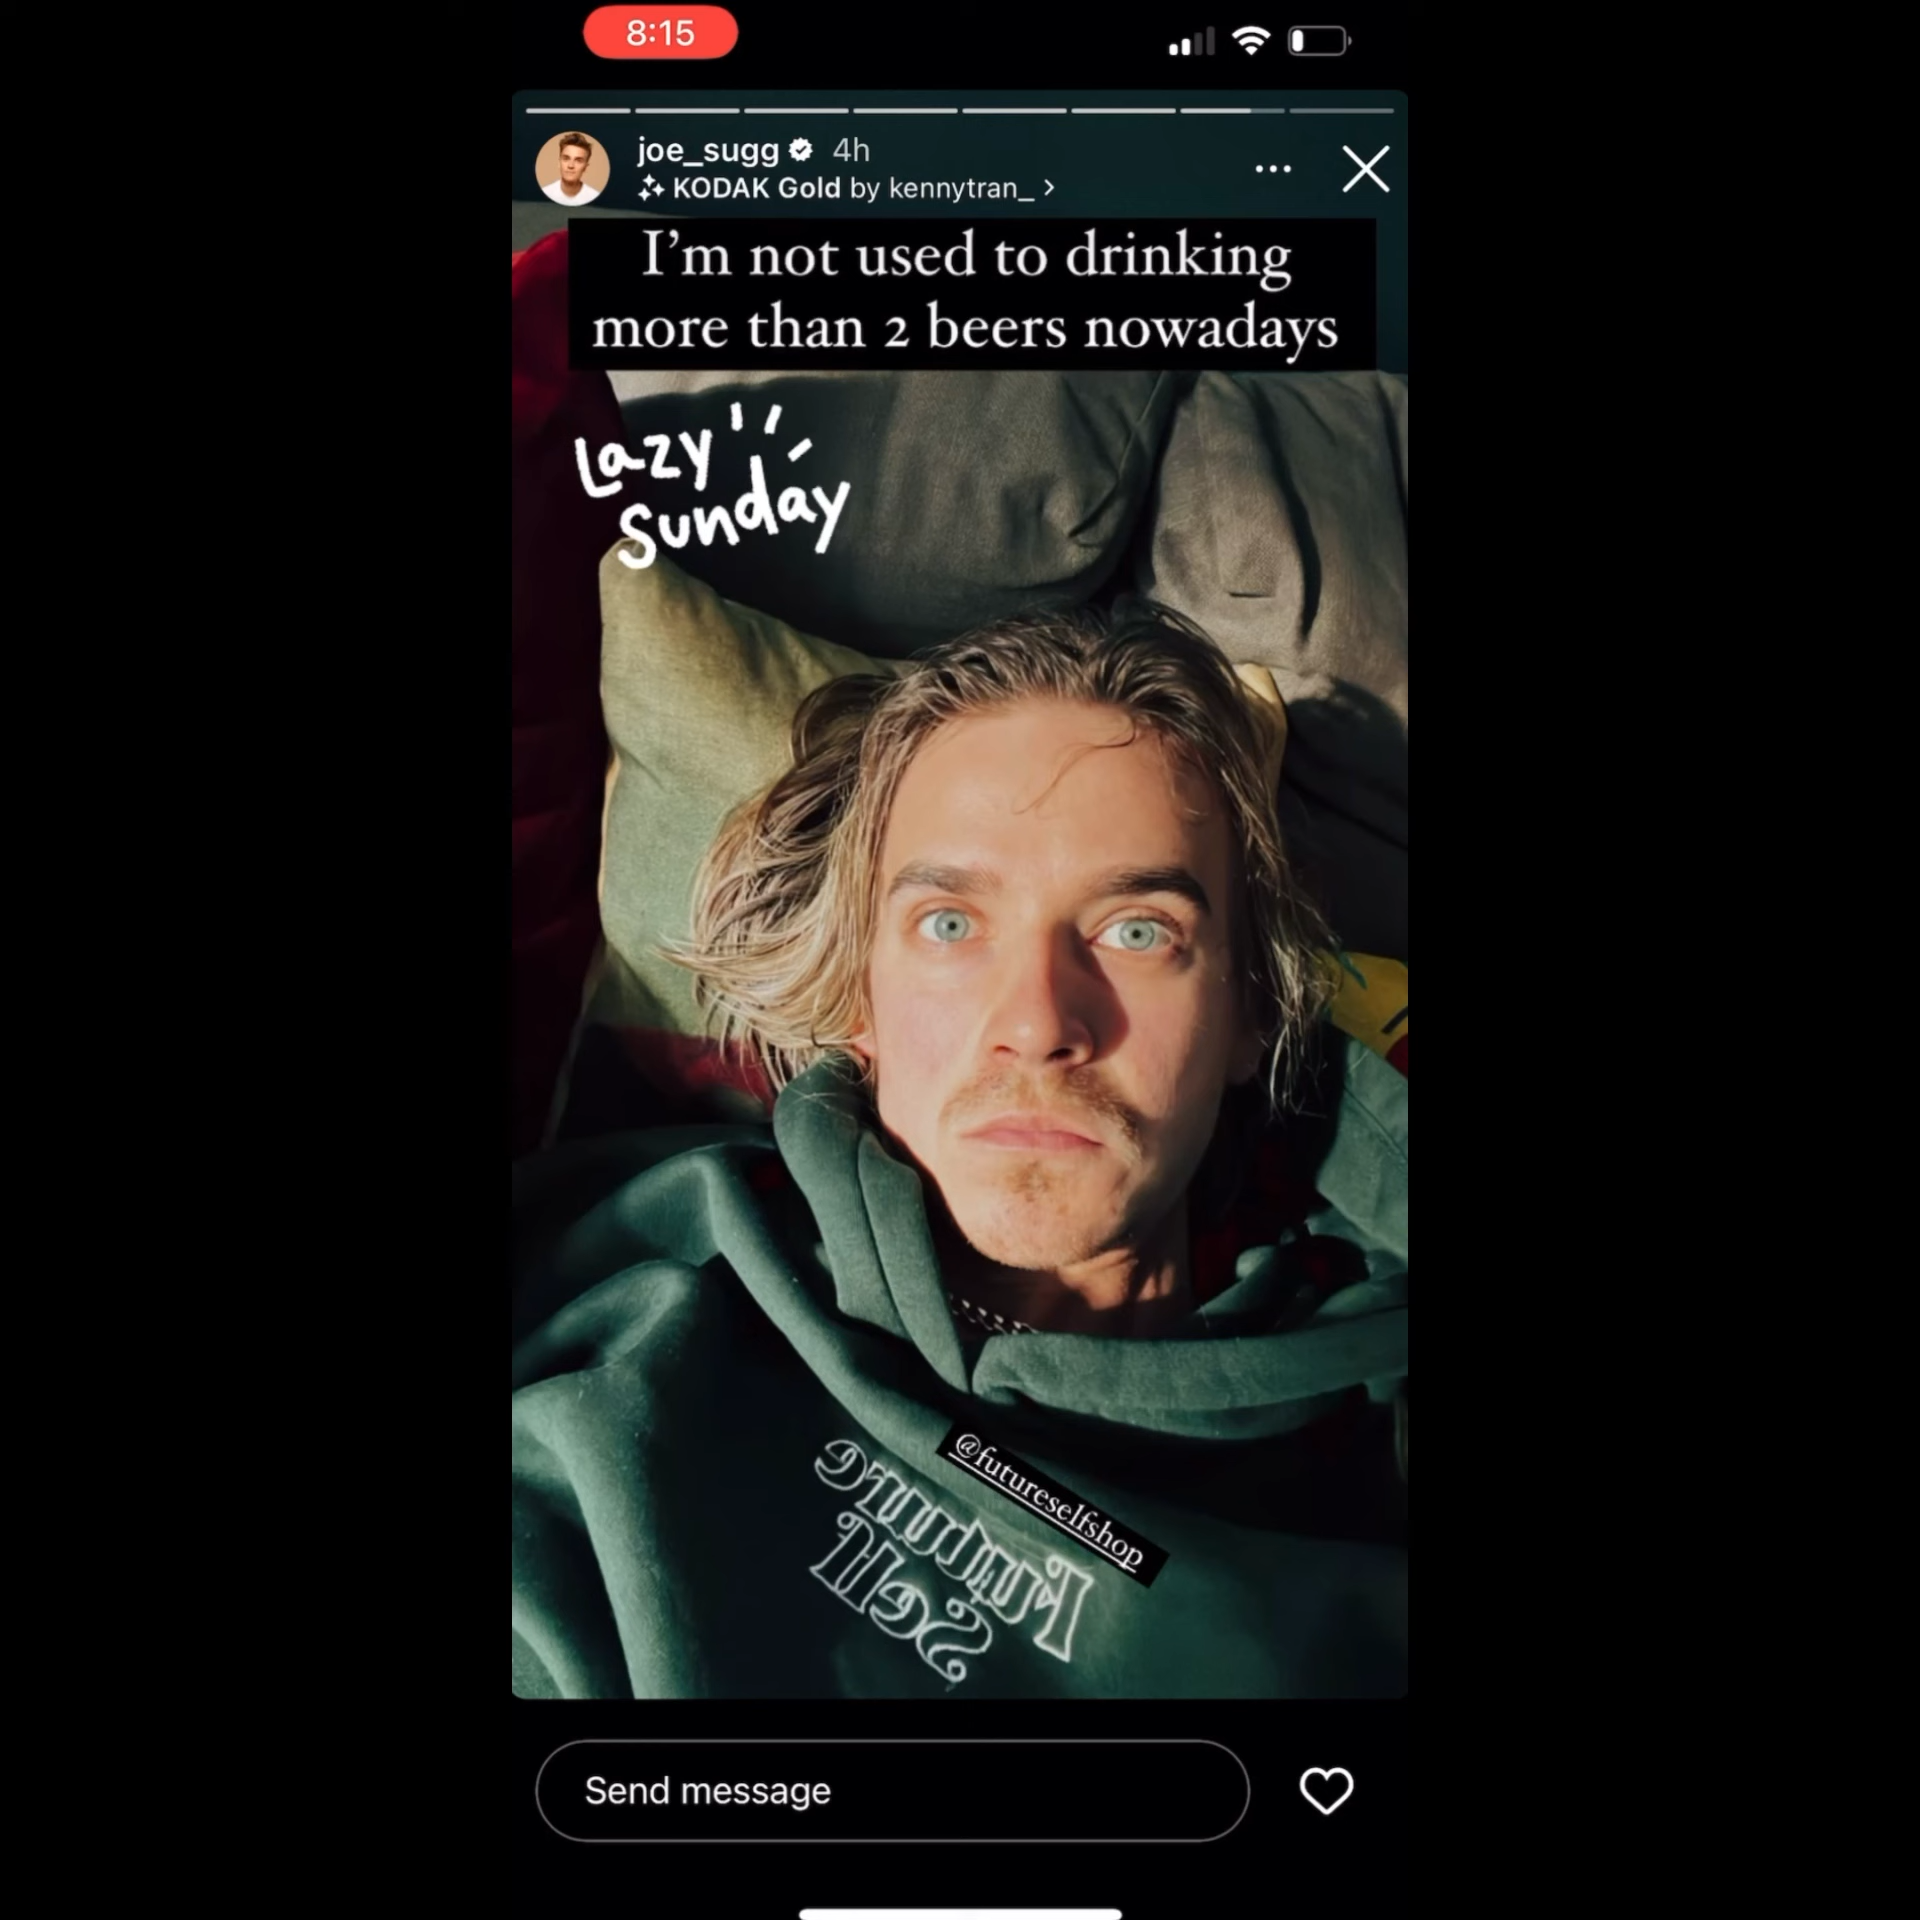 8:15
joe_sugg 4h
KODAK Gold by kennytran_ >
I’m not used to drinking
more than 2 beers nowadays
Lazy
Sunday
@futureselfshop
Future
Self
Send message